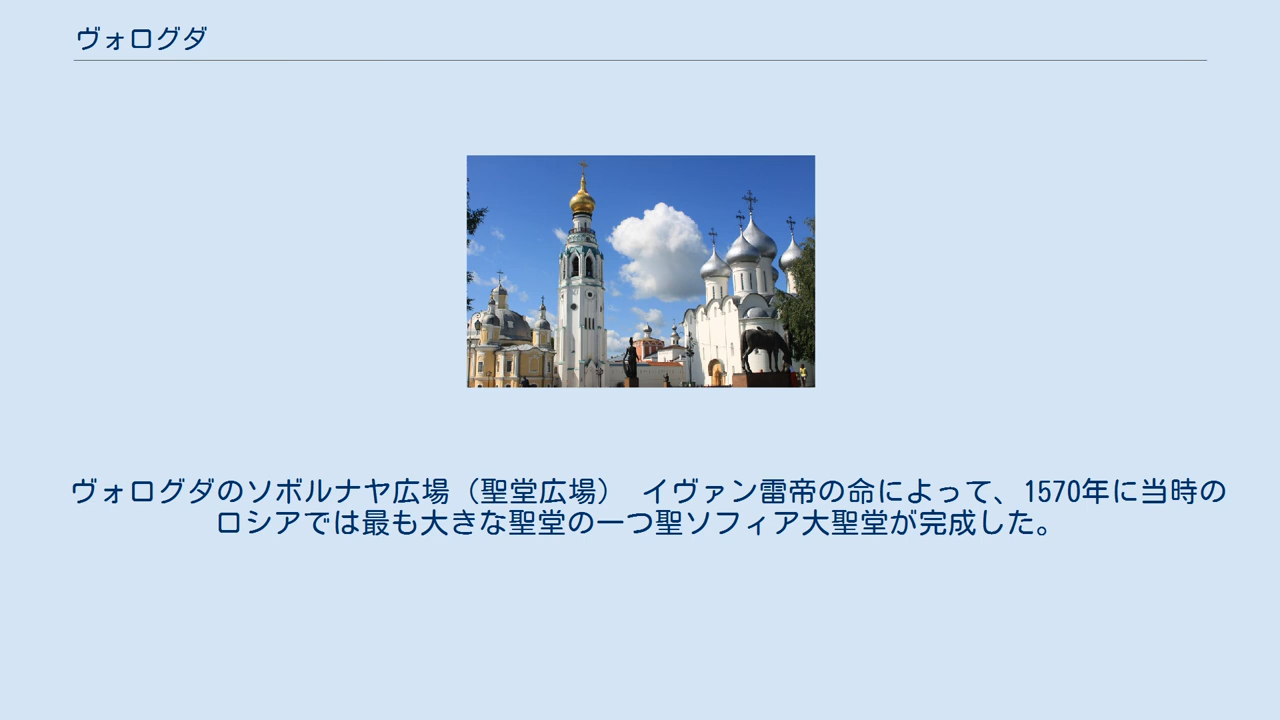 ヴォログダ
ヴォログダのソボルナヤ広場（聖堂広場）　イヴァン雷帝の命によって、1570年に当時の
ロシアでは最も大きな聖堂の一つ聖ソフィア大聖堂が完成した。